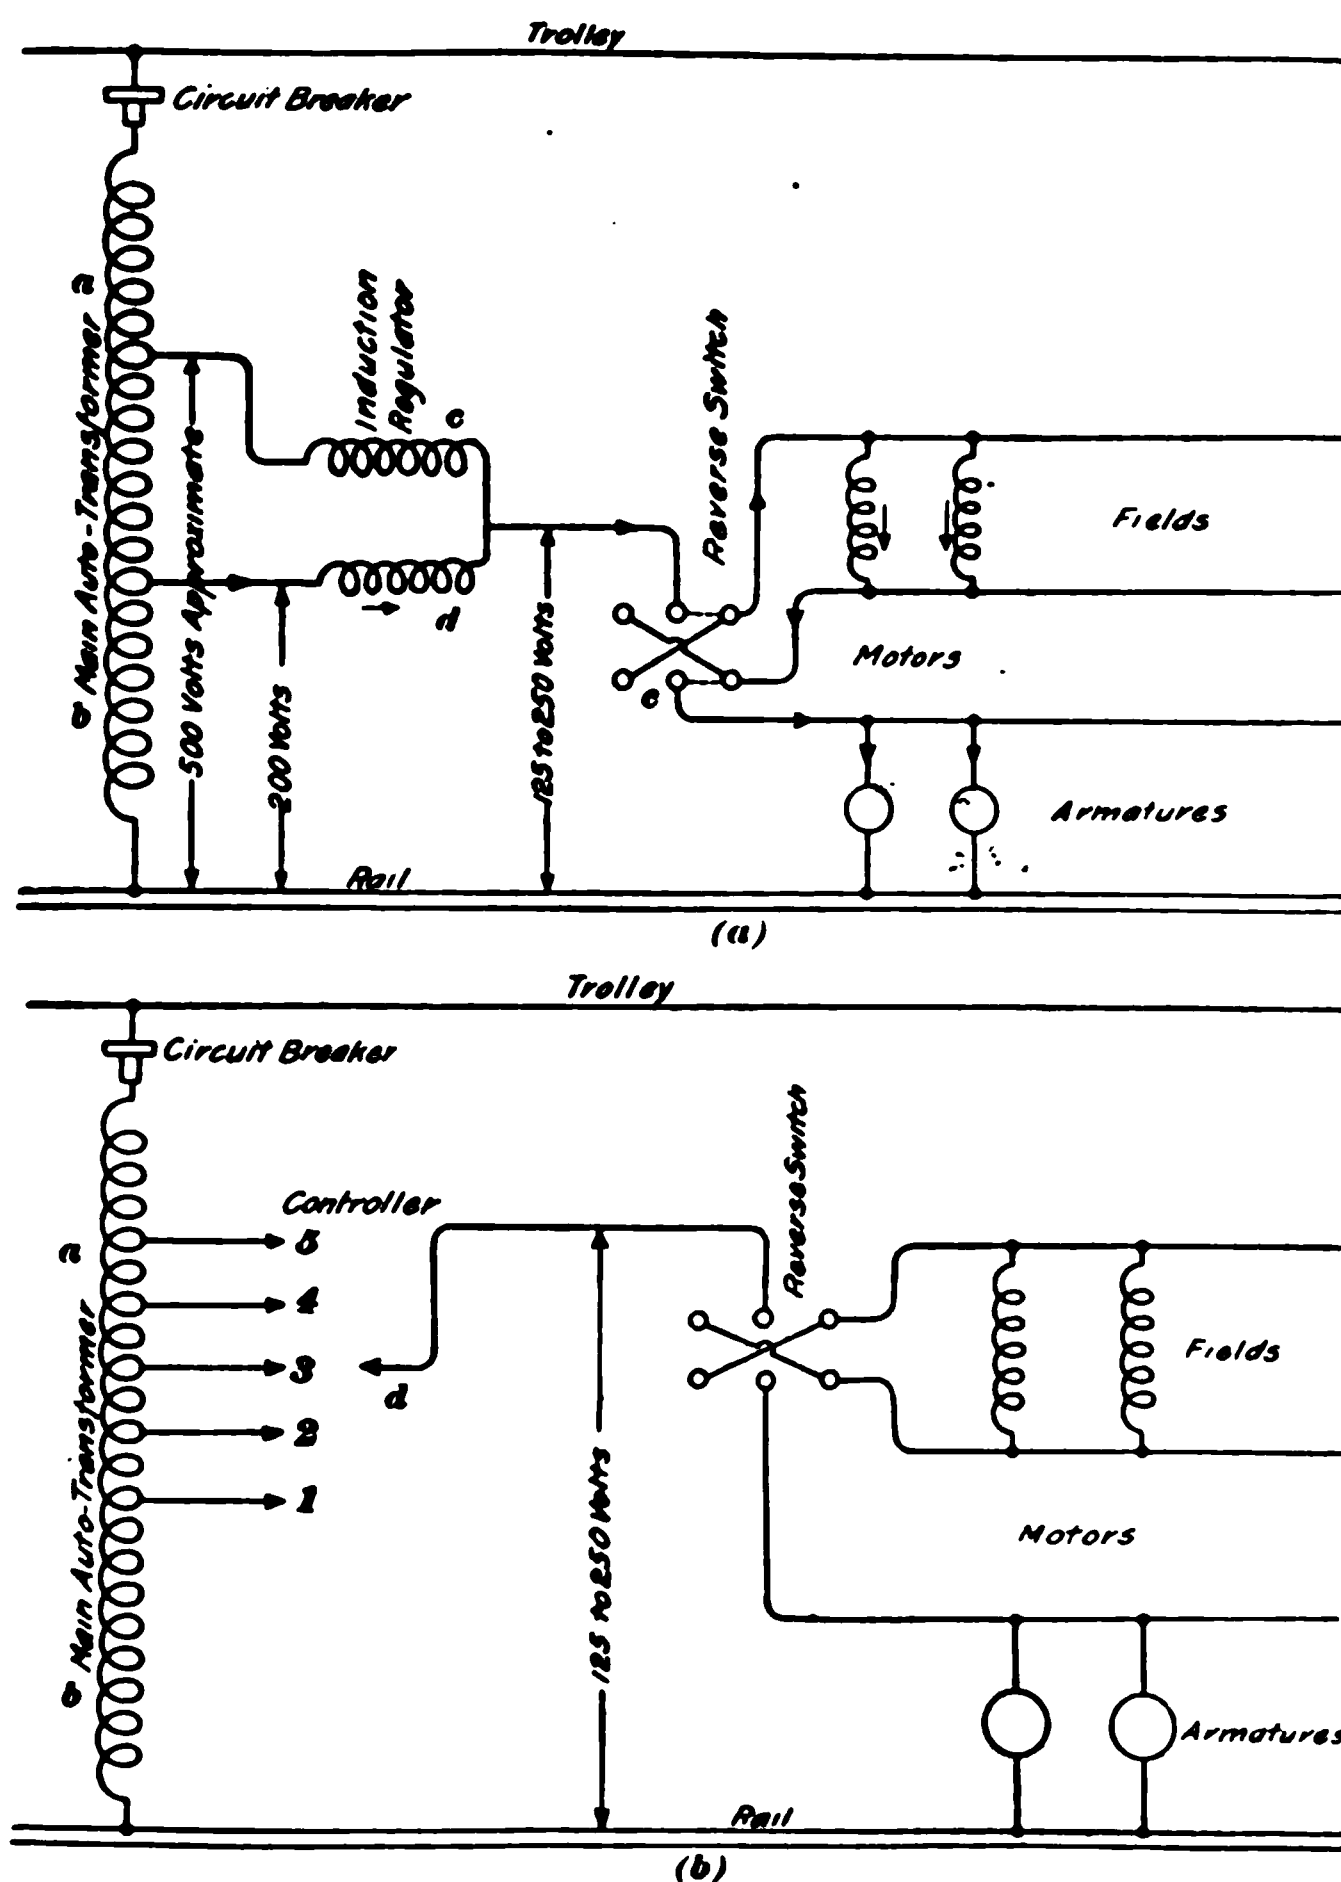 Trolley
Circuit Breaker
a
Main Auto-Transformer
b
500 Volts Approximate
200 Volts
Induction
Regulator
c
d
125 to 250 Volts
Reverse Switch
e
Fields
Motors
Armatures
Rail
(a)
Trolley
Circuit Breaker
a
Main Auto-Transformer
b
Controller
5
4
3
2
1
d
125 to 250 Volts
Reverse Switch
Fields
Motors
Armatures
Rail
(b)